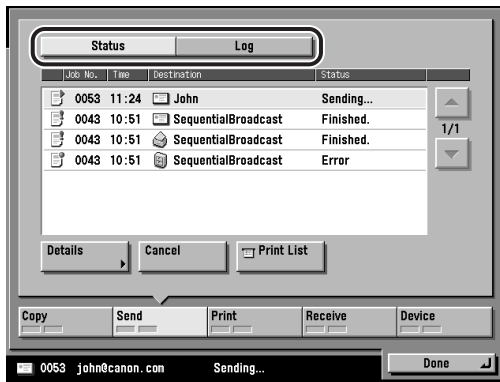 Status Log
Job No. Time Destination Status
0053 11:24 John Sending...
0043 10:51 SequentialBroadcast Finished.
0043 10:51 SequentialBroadcast Finished.
0043 10:51 SequentialBroadcast Error
1/1
Details Cancel Print List
Copy Send Print Receive Device
0053 john@canon.com Sending... Done